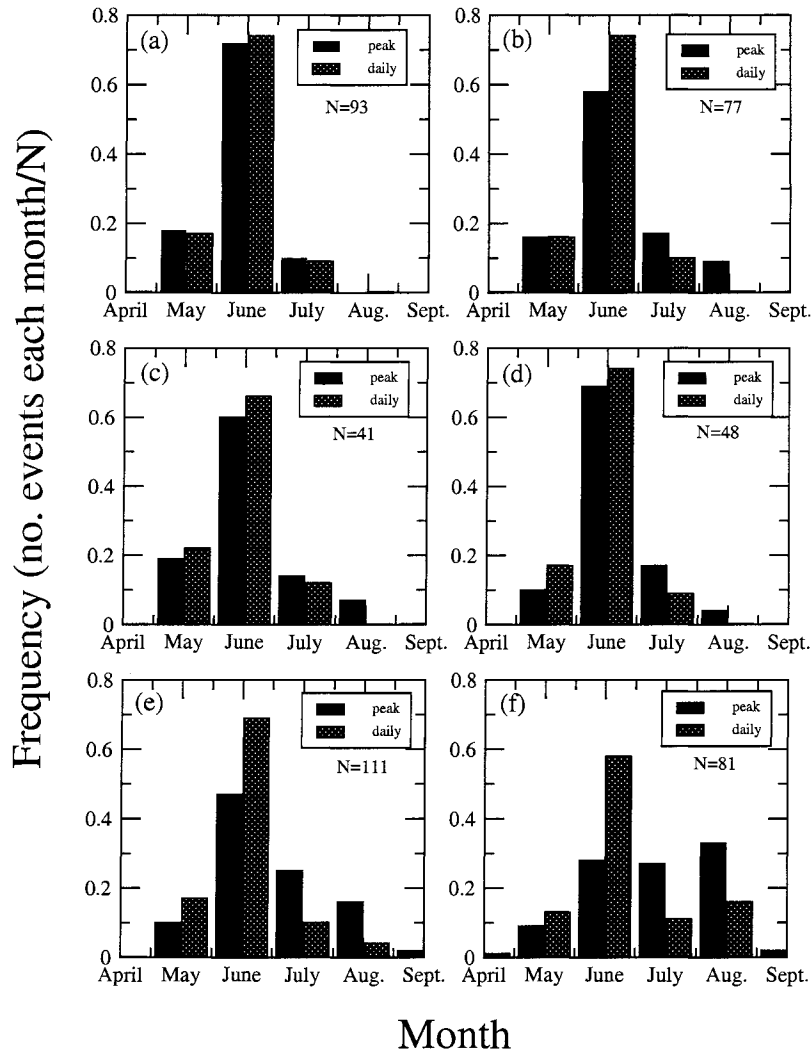 Frequency (no. events each month/N)
0.8
0.6
0.4
0.2
0
(a)
peak
daily
N=93
April May June July Aug. Sept.
0.8
0.6
0.4
0.2
0
(b)
peak
daily
N=77
April May June July Aug. Sept.
0.8
0.6
0.4
0.2
0
(c)
peak
daily
N=41
April May June July Aug. Sept.
0.8
0.6
0.4
0.2
0
(d)
peak
daily
N=48
April May June July Aug. Sept.
0.8
0.6
0.4
0.2
0
(e)
peak
daily
N=111
April May June July Aug. Sept.
0.8
0.6
0.4
0.2
0
(f)
peak
daily
N=81
April May June July Aug. Sept.
Month